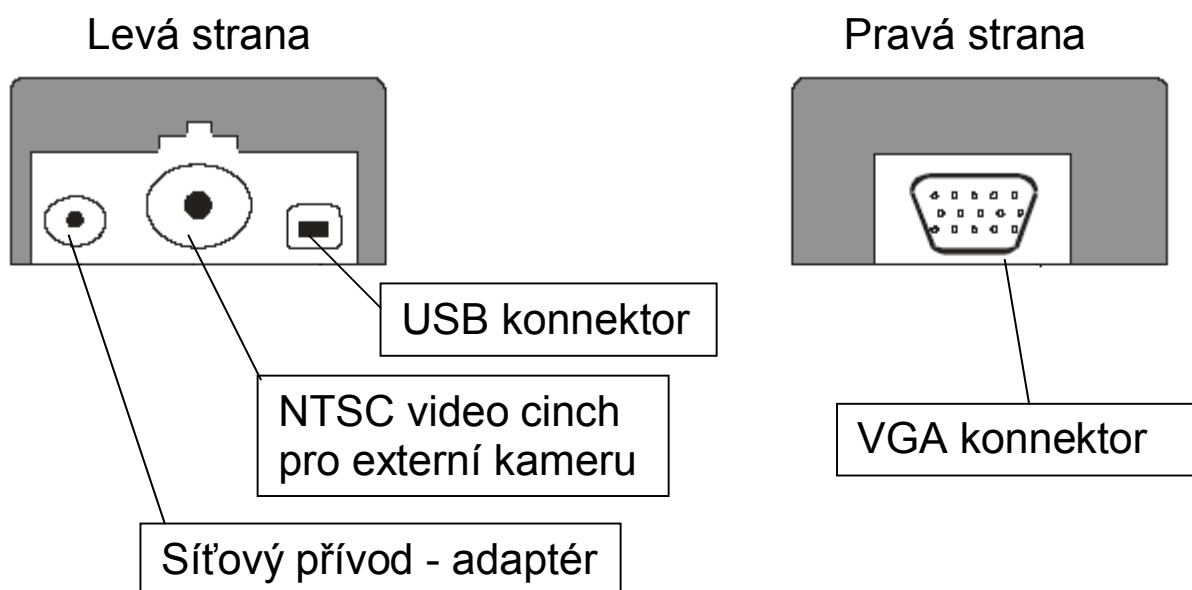 Levá strana
Pravá strana
USB konnektor
NTSC video cinch
pro externí kameru
VGA konnektor
Síťový přívod - adaptér